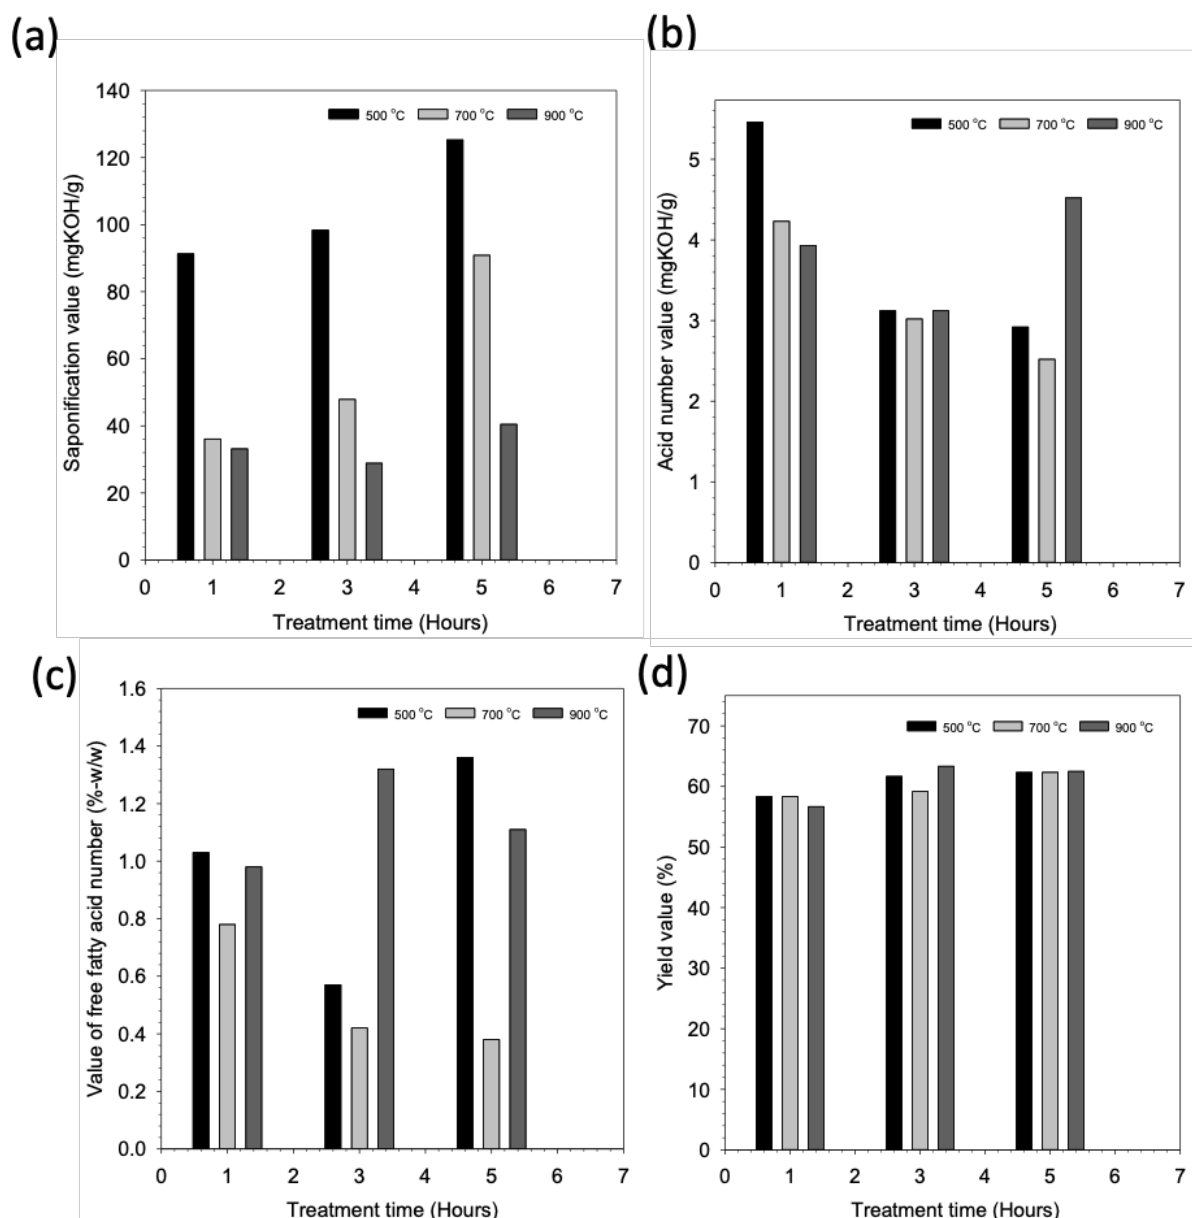 (a)
Saponification value (mgKOH/g)
140
120
100
80
60
40
20
0
500 °C 700 °C 900 °C
0 1 2 3 4 5 6 7
Treatment time (Hours)
(b)
Acid number value (mgKOH/g)
5
4
3
2
1
0
500 °C 700 °C 900 °C
0 1 2 3 4 5 6 7
Treatment time (Hours)
(c)
Value of free fatty acid number (%-w/w)
1.6
1.4
1.2
1.0
0.8
0.6
0.4
0.2
0.0
500 °C 700 °C 900 °C
0 1 2 3 4 5 6 7
Treatment time (Hours)
(d)
Yield value (%)
70
60
50
40
30
20
10
0
500 °C 700 °C 900 °C
0 1 2 3 4 5 6 7
Treatment time (Hours)